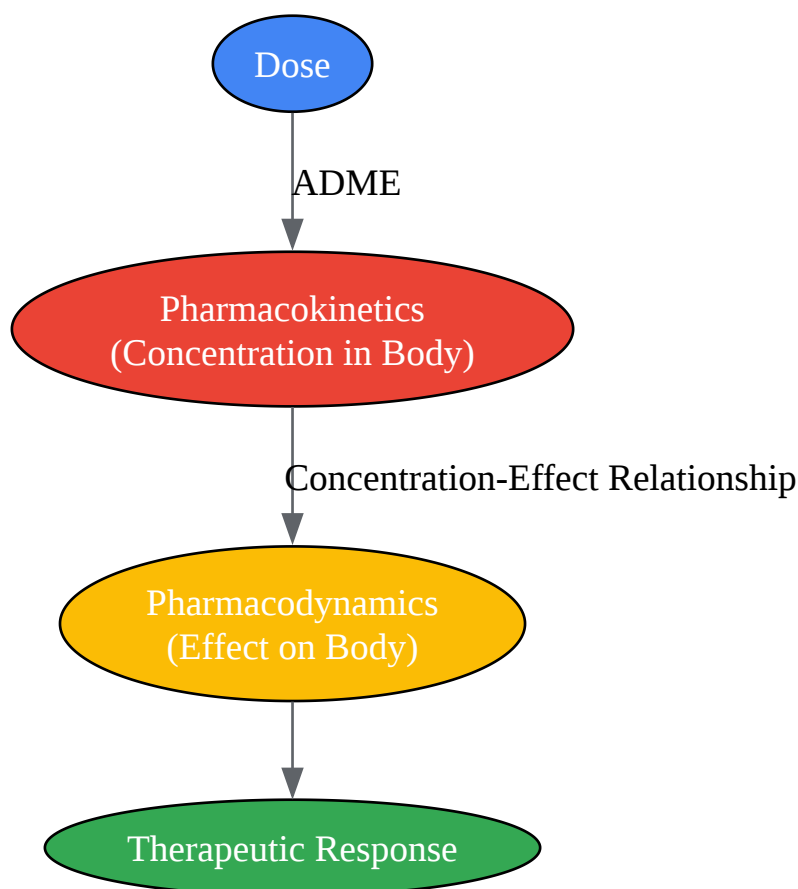 Dose
ADME
Pharmacokinetics
(Concentration in Body)
Concentration-Effect Relationship
Pharmacodynamics
(Effect on Body)
Therapeutic Response